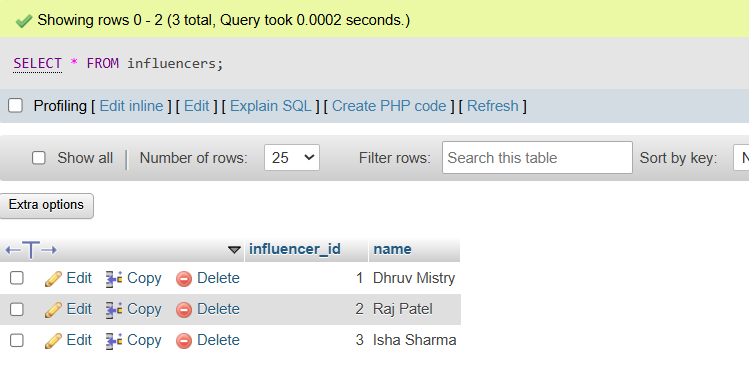 Showing rows 0 - 2 (3 total, Query took 0.0002 seconds.)
SELECT * FROM influencers;
Profiling [ Edit inline ] [ Edit ] [ Explain SQL ] [ Create PHP code ] [ Refresh ]
Show all | Number of rows: 25 Filter rows: Search this table Sort by key: N
Extra options
←T→ influencer_id name
Edit Copy Delete 1 Dhruv Mistry
Edit Copy Delete 2 Raj Patel
Edit Copy Delete 3 Isha Sharma